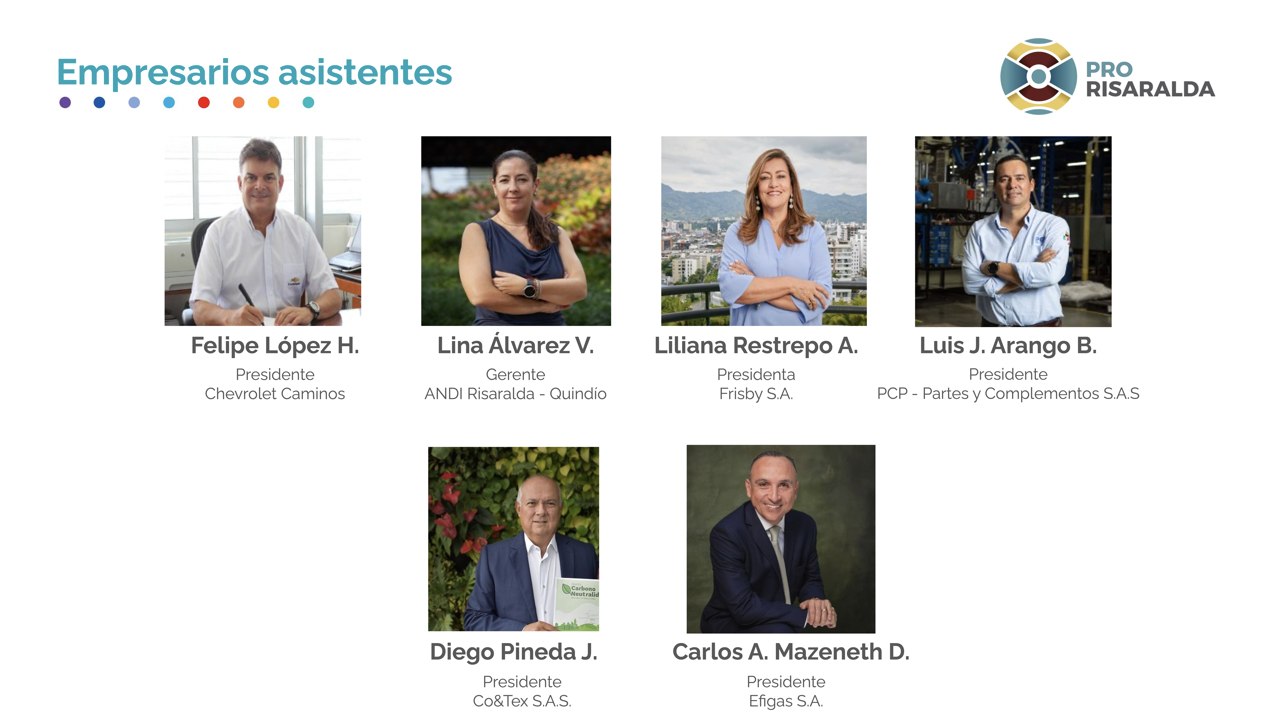 Empresarios asistentes
PRO
RISARALDA
Felipe López H.
Presidente
Chevrolet Caminos
Lina Álvarez V.
Gerente
ANDI Risaralda - Quindío
Liliana Restrepo A.
Presidenta
Frisby S.A.
Luis J. Arango B.
Presidente
PCP - Partes y Complementos S.A.S
Carbono
Diego Pineda J.
Presidente
Co&Tex S.A.S.
Carlos A. Mazeneth D.
Presidente
Efigas S.A.